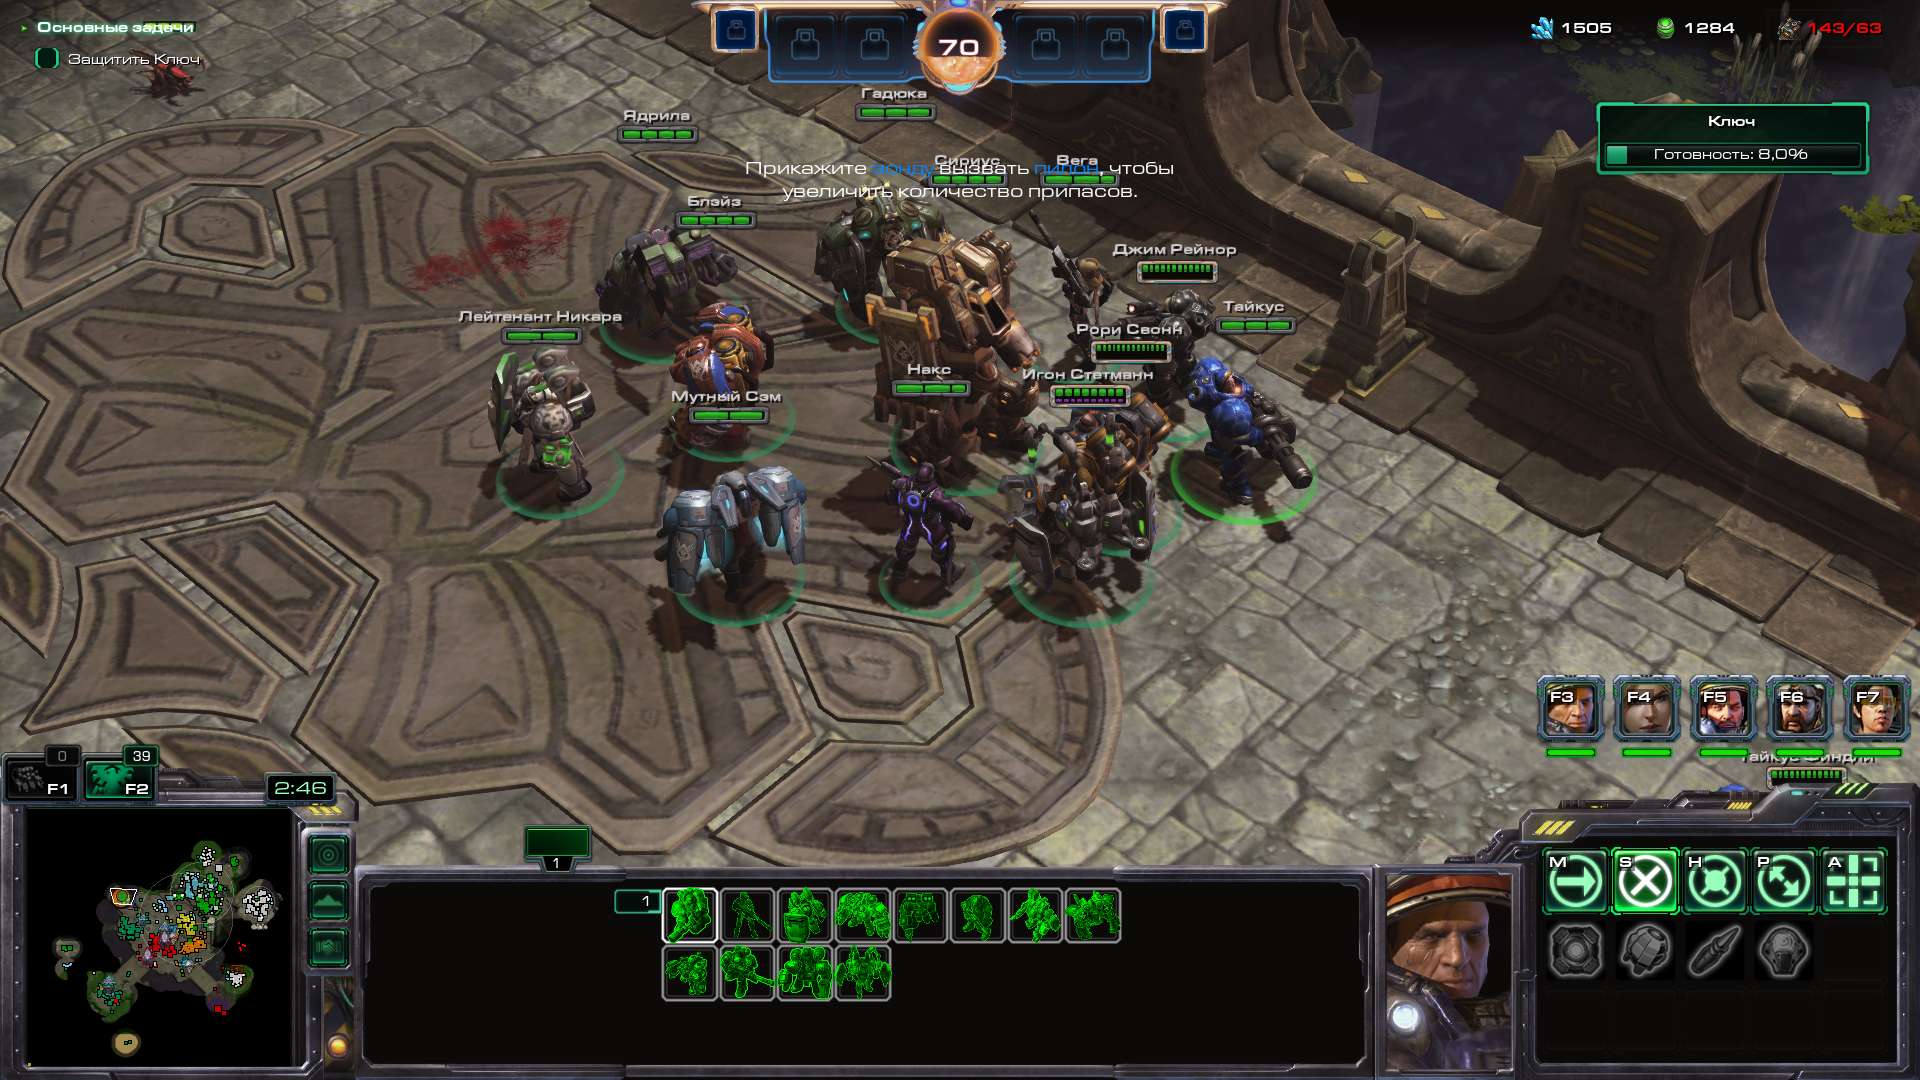 Основные задачи
Защитить Ключ
70
1505
1284
143/63
Ключ
Готовность: 8,0%
Гадюка
Ядрила
Сириус
Вега
Прикажите зонду вызвать пилон, чтобы
увеличить количество припасов.
Блэйз
Джим Рейнор
Тайкус
Лейтенант Никара
Рори Свонн
Накс
Игон Стетманн
Мутный Сэм
F3
F4
F5
F6
F7
Тайкус Финдли
0
F1
39
F2
2:46
1
1
M
S
H
P
A